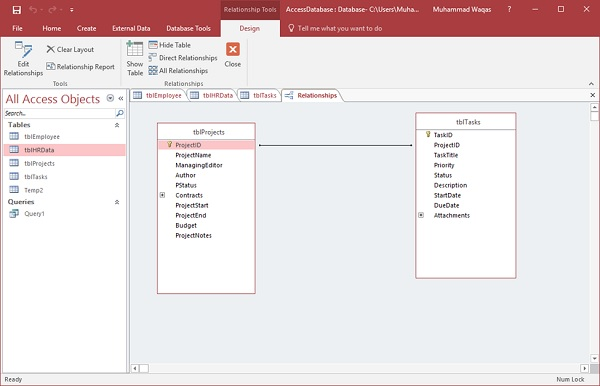 Relationship Tools
AccessDatabase : Database- C:\Users\Muha...
Muhammad Waqas
File
Home
Create
External Data
Database Tools
Design
Tell me what you want to do
Edit Relationships
Clear Layout
Relationship Report
Tools
Show Table
Hide Table
Direct Relationships
All Relationships
Relationships
Close
All Access Objects
Search...
Tables
tblEmployee
tblHRData
tblProjects
tblTasks
Temp2
Queries
Query1
tblEmployee
tblHRData
tblTasks
Relationships
tblProjects
ProjectID
ProjectName
ManagingEditor
Author
PStatus
Contracts
ProjectStart
ProjectEnd
Budget
ProjectNotes
tblTasks
TaskID
ProjectID
TaskTitle
Priority
Status
Description
StartDate
DueDate
Attachments
Ready
Num Lock